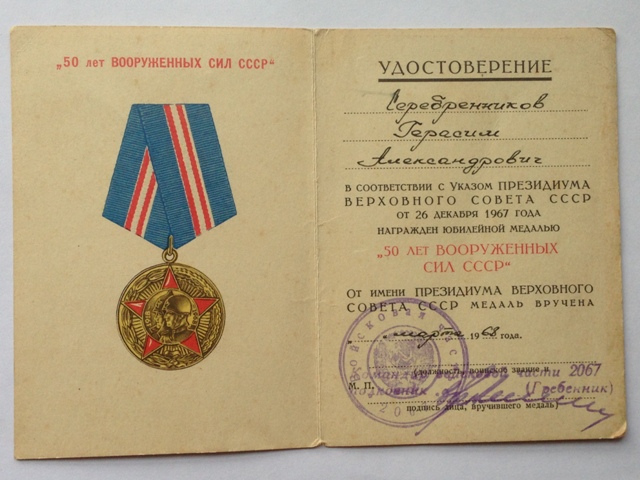 „50 лет ВООРУЖЕННЫХ СИЛ СССР"
УДОСТОВЕРЕНИЕ
Серебренников
Герасим
Александрович
В СООТВЕТСТВИИ С УКАЗОМ ПРЕЗИДИУМА
ВЕРХОВНОГО СОВЕТА СССР
ОТ 26 ДЕКАБРЯ 1967 ГОДА
НАГРАЖДЕН ЮБИЛЕЙНОЙ МЕДАЛЬЮ
„50 ЛЕТ ВООРУЖЕННЫХ
СИЛ СССР"
ОТ ИМЕНИ ПРЕЗИДИУМА ВЕРХОВНОГО
СОВЕТА СССР МЕДАЛЬ ВРУЧЕНА
марта 1968 года.
(должность воинское звание и
части 2067
М. П.
(Гребенник)
подпись лица, вручившего медаль)